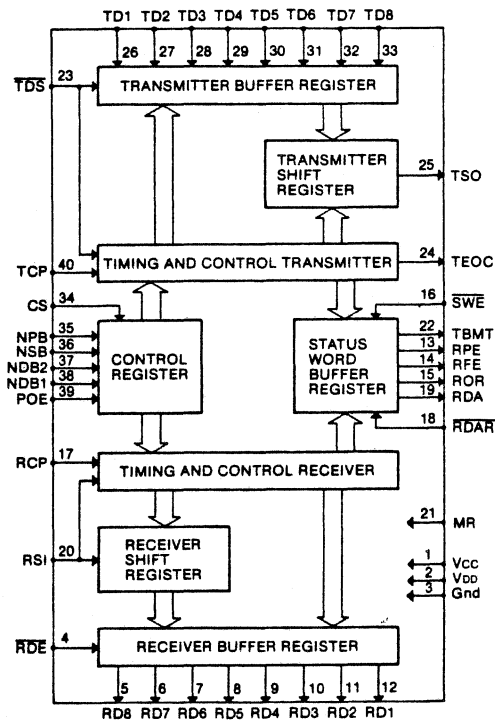 TD1 TD2 TD3 TD4 TD5 TD6 TD7 TD8
26 27 28 29 30 31 32 33
TDS 23
TRANSMITTER BUFFER REGISTER
TRANSMITTER
SHIFT
REGISTER
25 TSO
TCP 40
TIMING AND CONTROL TRANSMITTER
24 TEOC
CS 34
16 SWE
NPB 35
NSB 36
NDB2 37
NDB1 38
POE 39
CONTROL
REGISTER
STATUS
WORD
BUFFER
REGISTER
22 TBMT
13 RPE
14 RFE
15 ROR
19 RDA
18 RDAR
RCP 17
TIMING AND CONTROL RECEIVER
21 MR
RSI 20
RECEIVER
SHIFT
REGISTER
1 VCC
2 VDD
3 Gnd
RDE 4
RECEIVER BUFFER REGISTER
5 6 7 8 9 10 11 12
RD8 RD7 RD6 RD5 RD4 RD3 RD2 RD1